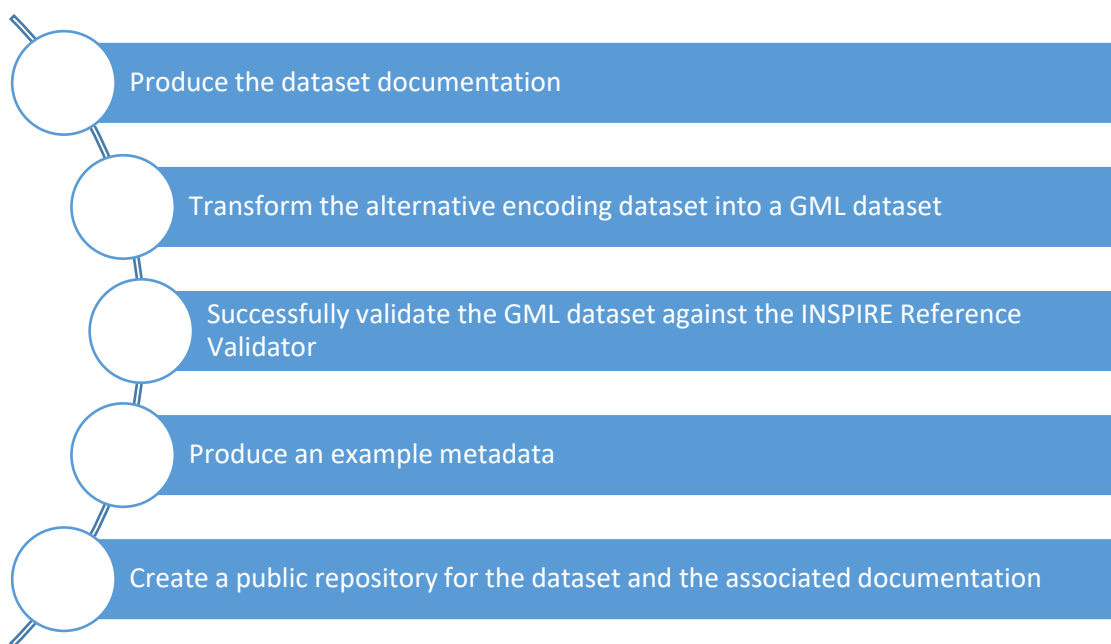 Produce the dataset documentation
Transform the alternative encoding dataset into a GML dataset
Successfully validate the GML dataset against the INSPIRE Reference
Validator
Produce an example metadata
Create a public repository for the dataset and the associated documentation